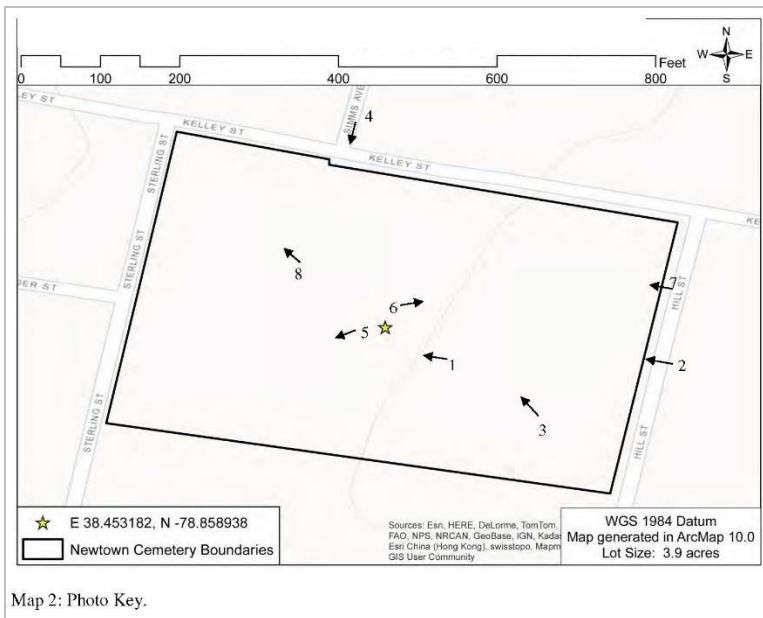 N
W E
S
Feet
0 100 200 400 600 800
EY ST
KELLEY ST
SIMMS AVE
4
KELLEY ST
KE
STERLING ST
STERLING ST
8
7
HILL ST
6
GER ST
5
1
2
3
STERLING ST
HILL ST
E 38.453182, N -78.858938
Newtown Cemetery Boundaries
Sources: Esri, HERE, DeLorme, TomTom,
FAO, NPS, NRCAN, GeoBase, IGN, Kadas
Esri China (Hong Kong), swisstopo, Mapm
GIS User Community
WGS 1984 Datum
Map generated in ArcMap 10.0
Lot Size: 3.9 acres
Map 2: Photo Key.